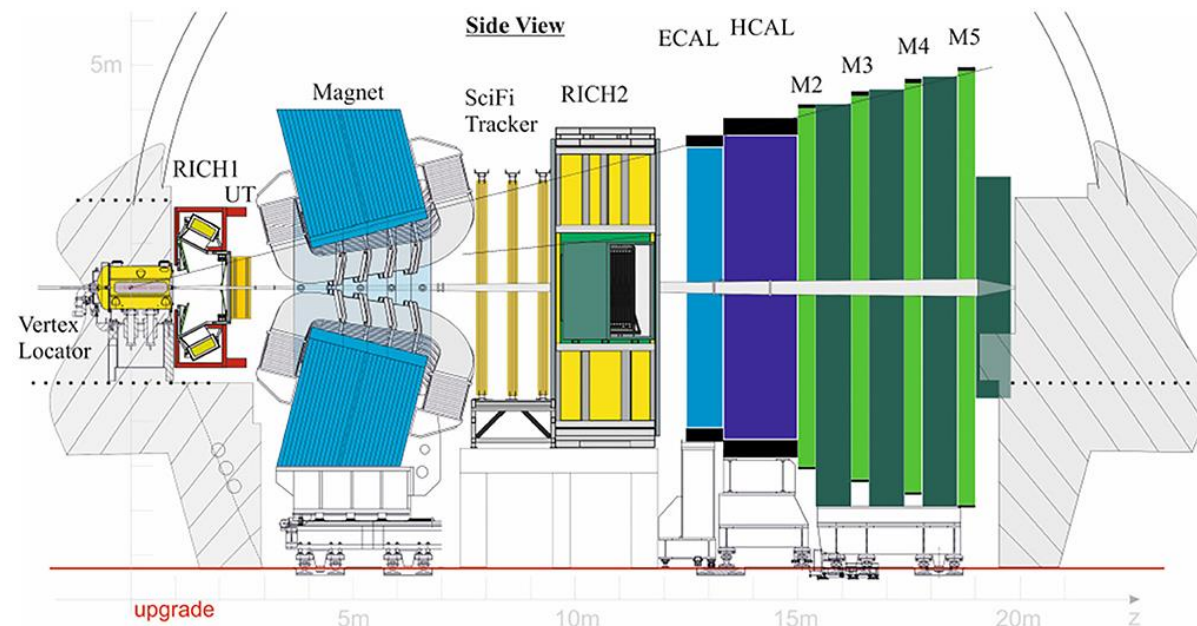 Side View
ECAL
HCAL
M2
M3
M4
M5
5m
Magnet
SciFi
Tracker
RICH2
RICH1
UT
Vertex
Locator
upgrade
5m
10m
15m
20m
z